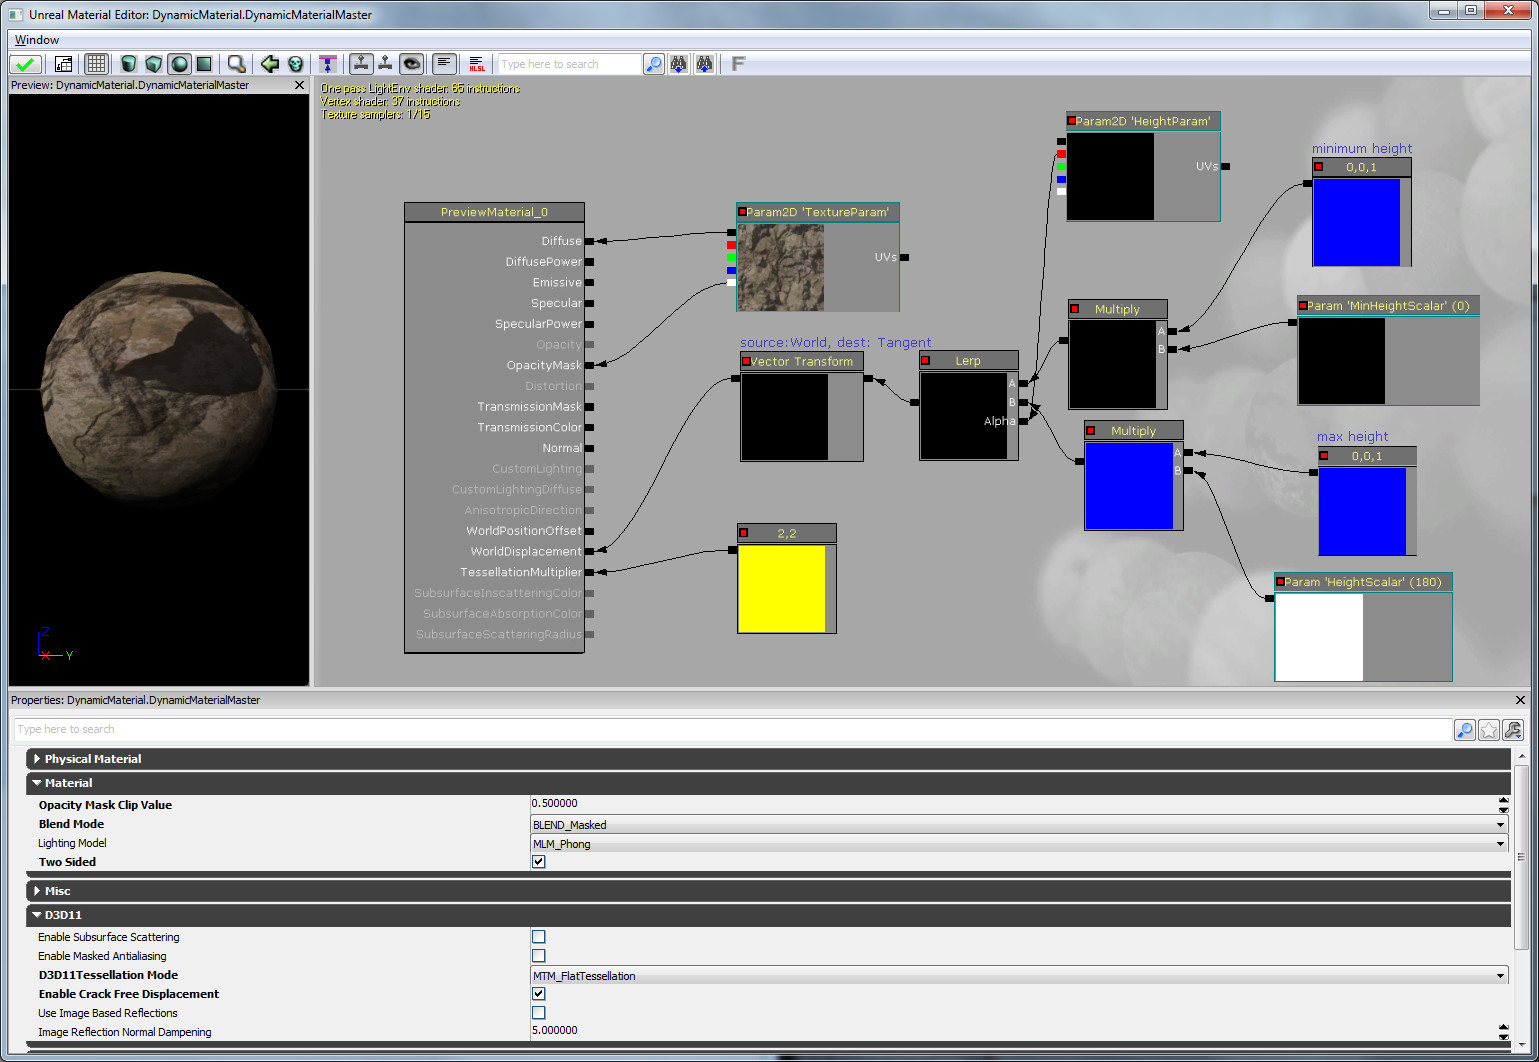 Unreal Material Editor: DynamicMaterial.DynamicMaterialMaster
Window
HLSL
Type here to search
F
Preview: DynamicMaterial.DynamicMaterialMaster
One pass LightEnv shader: 65 instructions
Vertex shader: 37 instructions
Texture samplers: 1/15
Param2D 'HeightParam'
UVs
minimum height
0,0,1
PreviewMaterial_0
Diffuse
DiffusePower
Emissive
Specular
SpecularPower
Opacity
OpacityMask
Distortion
TransmissionMask
TransmissionColor
Normal
CustomLighting
CustomLightingDiffuse
AnisotropicDirection
WorldPositionOffset
WorldDisplacement
TessellationMultiplier
SubsurfaceInscatteringColor
SubsurfaceAbsorptionColor
SubsurfaceScatteringRadius
Param2D 'TextureParam'
UVs
source:World, dest: Tangent
Vector Transform
Lerp
A
B
Alpha
Multiply
A
B
Param 'MinHeightScalar' (0)
Multiply
A
B
max height
0,0,1
2,2
Param 'HeightScalar' (180)
Z
X
Y
Properties: DynamicMaterial.DynamicMaterialMaster
Type here to search
Physical Material
Material
Opacity Mask Clip Value 0.500000
Blend Mode BLEND_Masked
Lighting Model MLM_Phong
Two Sided
Misc
D3D11
Enable Subsurface Scattering
Enable Masked Antialiasing
D3D11Tessellation Mode MTM_FlatTessellation
Enable Crack Free Displacement
Use Image Based Reflections
Image Reflection Normal Dampening 5.000000